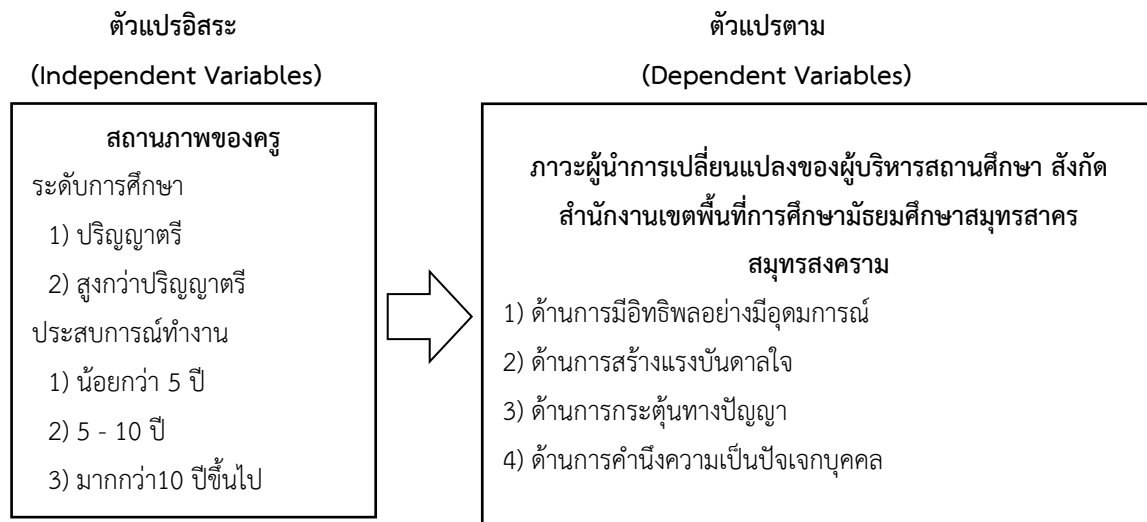 ตัวแปรอิสระ
(Independent Variables)
สถานภาพของครู
ระดับการศึกษา
1) ปริญญาตรี
2) สูงกว่าปริญญาตรี
ประสบการณ์ทำงาน
1) น้อยกว่า 5 ปี
2) 5 - 10 ปี
3) มากกว่า10 ปีขึ้นไป
ตัวแปรตาม
(Dependent Variables)
ภาวะผู้นำการเปลี่ยนแปลงของผู้บริหารสถานศึกษา สังกัด
สำนักงานเขตพื้นที่การศึกษามัธยมศึกษาสมุทรสาคร
สมุทรสงคราม
1) ด้านการมีอิทธิพลอย่างมีอุดมการณ์
2) ด้านการสร้างแรงบันดาลใจ
3) ด้านการกระตุ้นทางปัญญา
4) ด้านการคำนึงความเป็นปัจเจกบุคคล